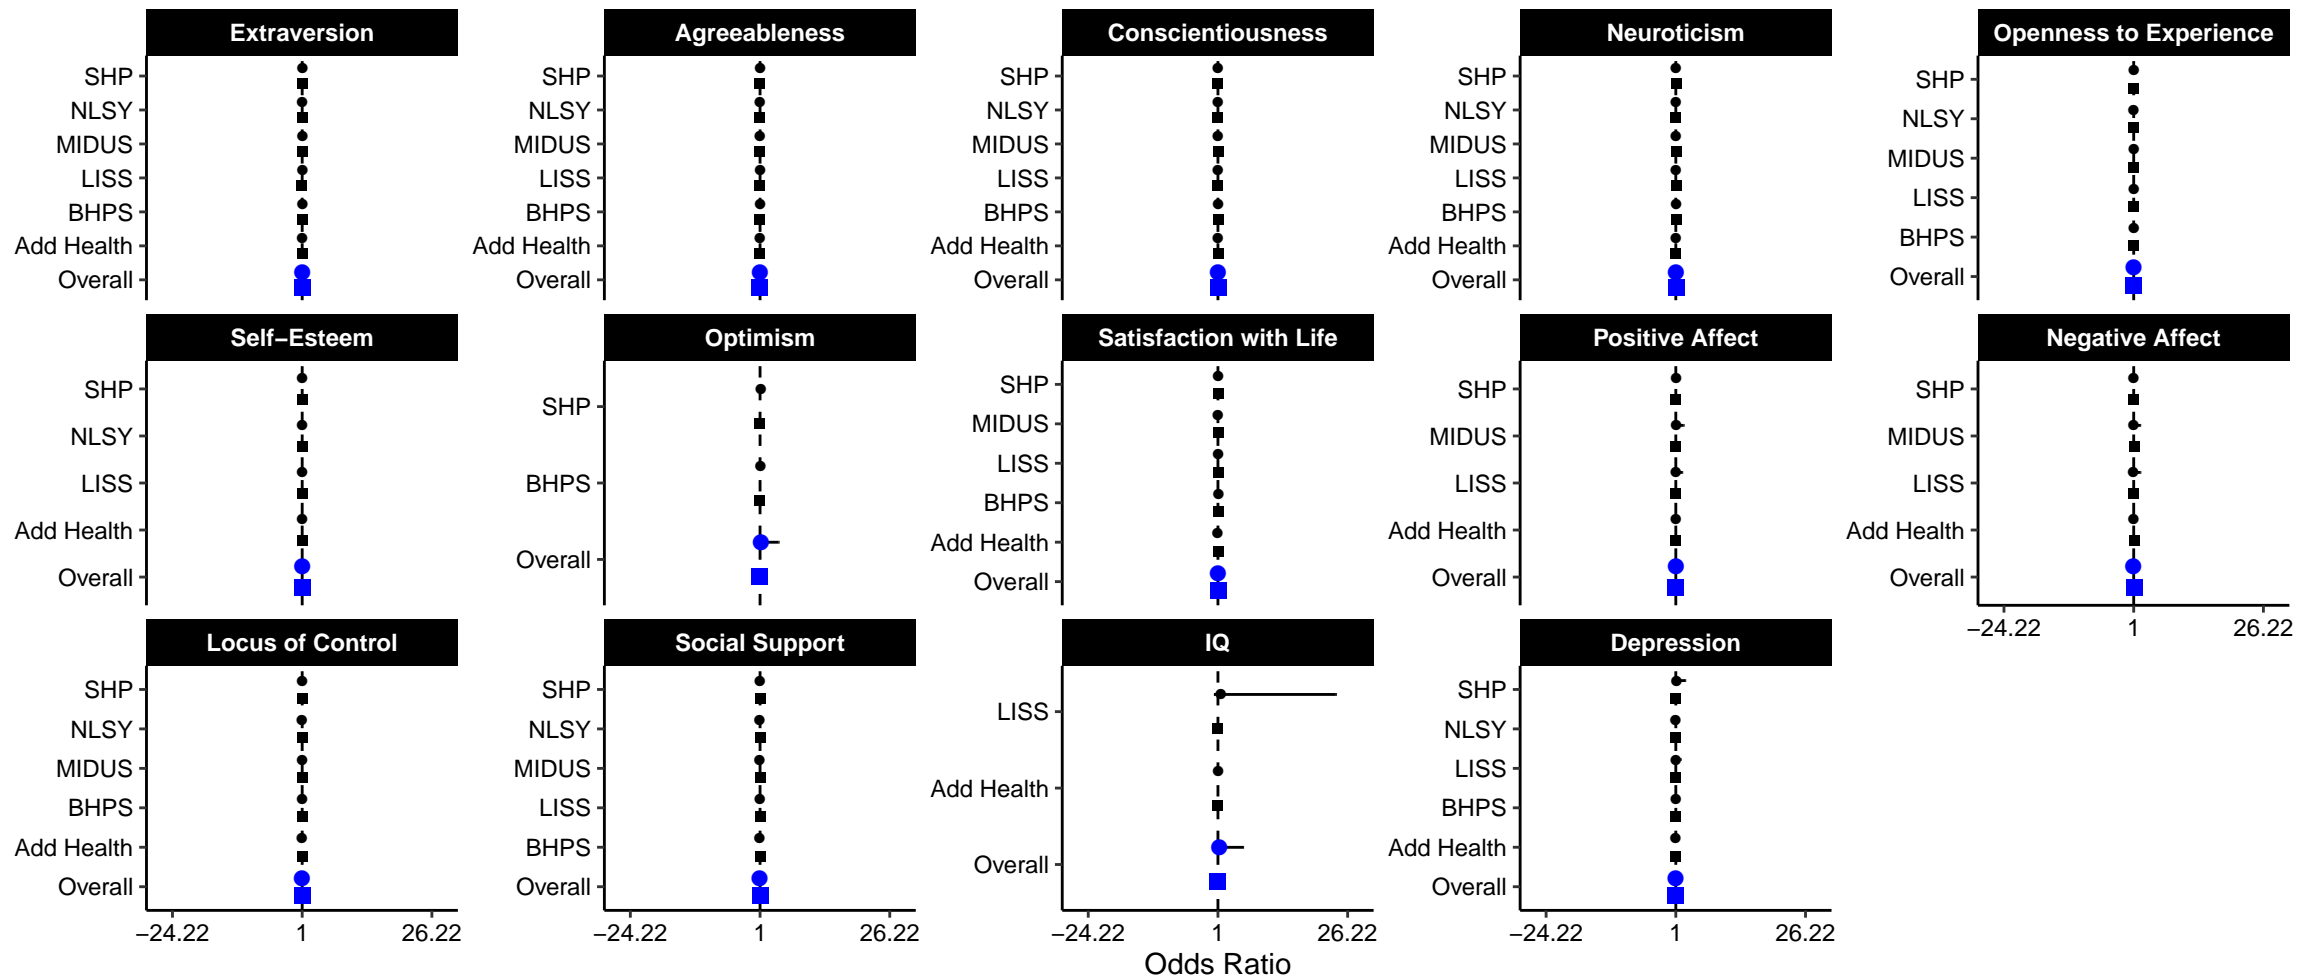 Extraversion
SHP
NLSY
MIDUS
LISS
BHPS
Add Health
Overall
Agreeableness
SHP
NLSY
MIDUS
LISS
BHPS
Add Health
Overall
Conscientiousness
SHP
NLSY
MIDUS
LISS
BHPS
Add Health
Overall
Neuroticism
SHP
NLSY
MIDUS
LISS
BHPS
Add Health
Overall
Openness to Experience
SHP
NLSY
MIDUS
LISS
BHPS
Overall
Self−Esteem
SHP
NLSY
LISS
Add Health
Overall
Optimism
SHP
BHPS
Overall
Satisfaction with Life
SHP
MIDUS
LISS
BHPS
Add Health
Overall
Positive Affect
SHP
MIDUS
LISS
Add Health
Overall
Negative Affect
SHP
MIDUS
LISS
Add Health
Overall
−24.22 1 26.22
Locus of Control
SHP
NLSY
MIDUS
BHPS
Add Health
Overall
−24.22 1 26.22
Social Support
SHP
NLSY
MIDUS
LISS
BHPS
Overall
−24.22 1 26.22
IQ
LISS
Add Health
Overall
−24.22 1 26.22
Depression
SHP
NLSY
LISS
BHPS
Add Health
Overall
−24.22 1 26.22
Odds Ratio